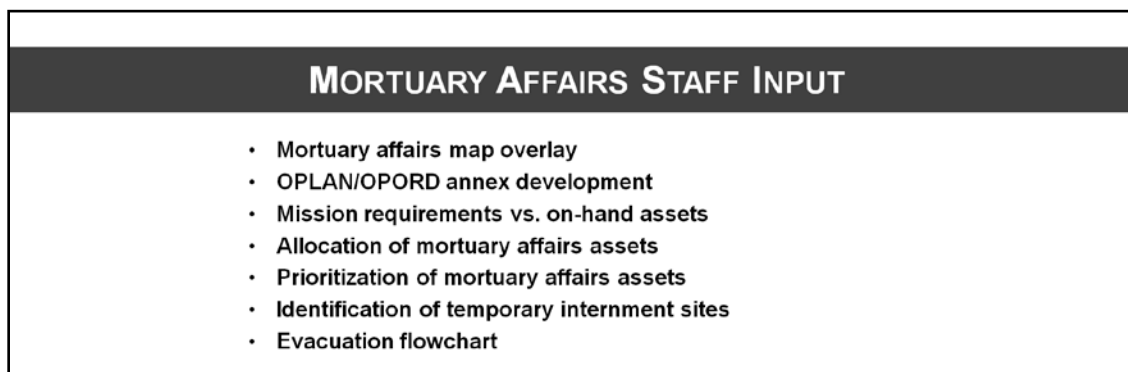 MORTUARY AFFAIRS STAFF INPUT
• Mortuary affairs map overlay
• OPLAN/OPORD annex development
• Mission requirements vs. on-hand assets
• Allocation of mortuary affairs assets
• Prioritization of mortuary affairs assets
• Identification of temporary internment sites
• Evacuation flowchart